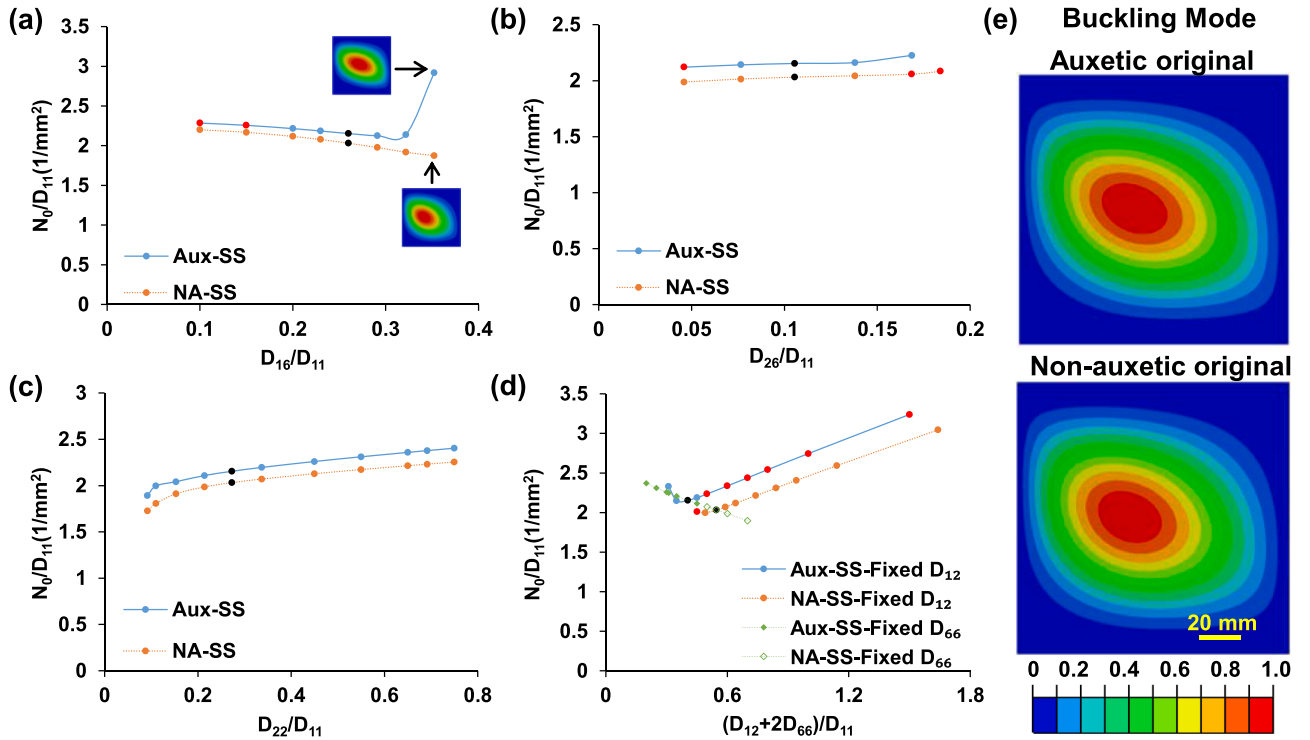 (a)
N₀/D₁₁(1/mm²)
3.5
3
2.5
2
1.5
1
0.5
0
0
0.1
0.2
0.3
0.4
D₁₆/D₁₁
Aux-SS
NA-SS
(b)
N₀/D₁₁(1/mm²)
2.5
2
1.5
1
0.5
0
0
0.05
0.1
0.15
0.2
D₂₆/D₁₁
Aux-SS
NA-SS
(c)
N₀/D₁₁(1/mm²)
3
2.5
2
1.5
1
0.5
0
0
0.2
0.4
0.6
0.8
D₂₂/D₁₁
Aux-SS
NA-SS
(d)
N₀/D₁₁(1/mm²)
3.5
3
2.5
2
1.5
1
0.5
0
0
0.6
1.2
1.8
(D₁₂+2D₆₆)/D₁₁
Aux-SS-Fixed D₁₂
NA-SS-Fixed D₁₂
Aux-SS-Fixed D₆₆
NA-SS-Fixed D₆₆
(e)
Buckling Mode
Auxetic original
Non-auxetic original
20 mm
0 0.2 0.4 0.6 0.8 1.0